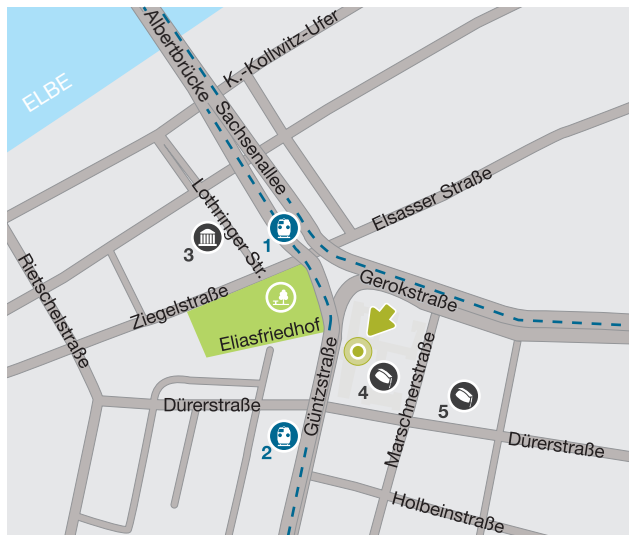 Albertbrücke
K.-Kollwitz-Ufer
ELBE
Sachsenallee
Lothringer Str.
Elsasser Straße
1
3
Rietschelstraße
Ziegelstraße
Gerokstraße
Eliasfriedhof
Güntzstraße
Marschnerstraße
4
5
Dürerstraße
2
Dürerstraße
Holbeinstraße